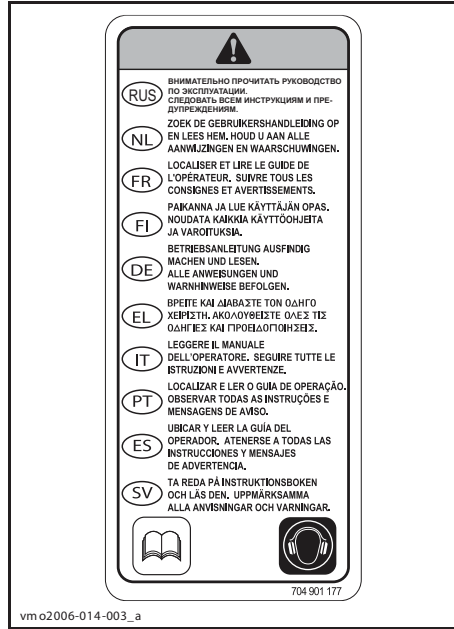 RUS
ВНИМАТЕЛЬНО ПРОЧИТАТЬ РУКОВОДСТВО
ПО ЭКСПЛУАТАЦИИ.
СЛЕДОВАТЬ ВСЕМ ИНСТРУКЦИЯМ И ПРЕ-
ДУПРЕЖДЕНИЯМ.
NL
ZOEK DE GEBRUIKERSHANDLEIDING OP
EN LEES HEM. HOUD U AAN ALLE
AANWIJZINGEN EN WAARSCHUWINGEN.
FR
LOCALISER ET LIRE LE GUIDE DE
L'OPÉRATEUR. SUIVRE TOUS LES
CONSIGNES ET AVERTISSEMENTS.
FI
PAIKANNA JA LUE KÄYTTÄJÄN OPAS.
NOUDATA KAIKKIA KÄYTTÖOHJEITA
JA VAROITUKSIA.
DE
BETRIEBSANLEITUNG AUSFINDIG
MACHEN UND LESEN.
ALLE ANWEISUNGEN UND
WARNHINWEISE BEFOLGEN.
EL
ΒΡΕΙΤΕ ΚΑΙ ΔΙΑΒΑΣΤΕ ΤΟΝ ΟΔΗΓΟ
ΧΕΙΡΙΣΤΗ. ΑΚΟΛΟΥΘΕΙΣΤΕ ΟΛΕΣ ΤΙΣ
ΟΔΗΓΙΕΣ ΚΑΙ ΠΡΟΕΙΔΟΠΟΙΗΣΕΙΣ.
IT
LEGGERE IL MANUALE
DELL'OPERATORE. SEGUIRE TUTTE LE
ISTRUZIONI E AVVERTENZE.
PT
LOCALIZAR E LER O GUIA DE OPERAÇÃO.
OBSERVAR TODAS AS INSTRUÇÕES E
MENSAGENS DE AVISO.
ES
UBICAR Y LEER LA GUÍA DEL
OPERADOR. ATENERSE A TODAS LAS
INSTRUCCIONES Y MENSAJES
DE ADVERTENCIA.
SV
TA REDA PÅ INSTRUKTIONSBOKEN
OCH LÄS DEN. UPPMÄRKSAMMA
ALLA ANVISNINGAR OCH VARNINGAR.
704 901 177
vmo2006-014-003_a